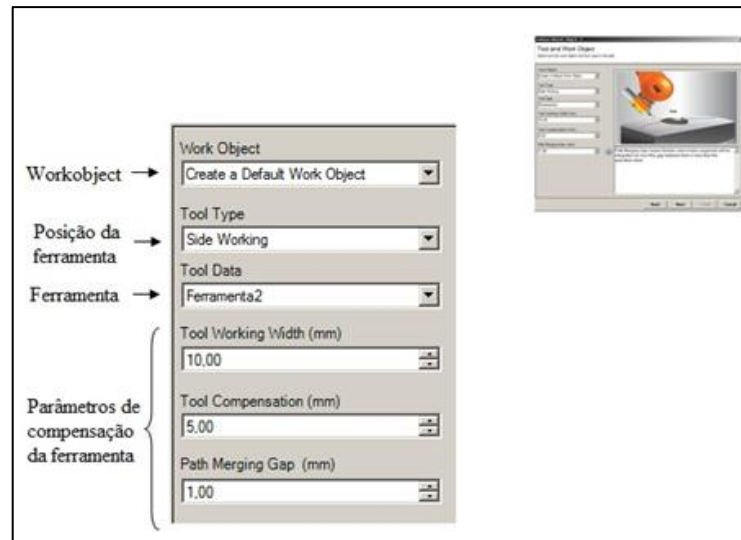 Workobject
Posição da
ferramenta
Ferramenta
Parâmetros de
compensação
da ferramenta
Work Object
Create a Default Work Object
Tool Type
Side Working
Tool Data
Ferramenta2
Tool Working Width (mm)
10,00
Tool Compensation (mm)
5,00
Path Merging Gap (mm)
1,00
Tool and Work Object